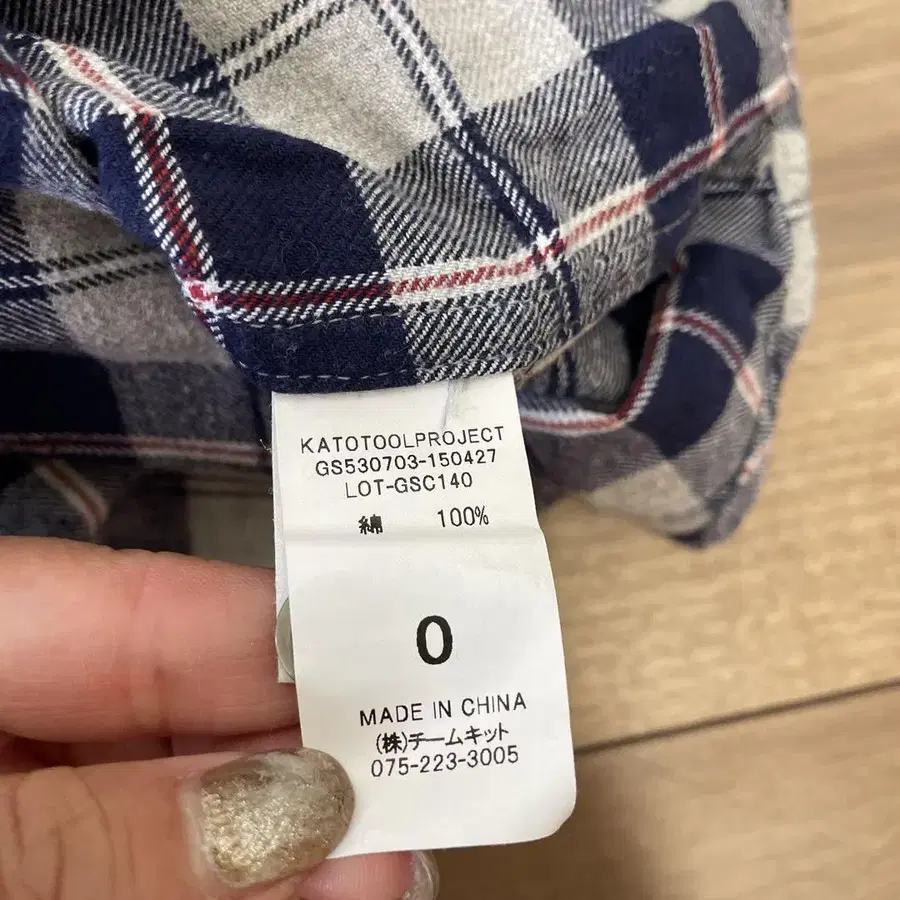 KATOTOOLPROJECT
GS530703-150427
LOT-GSC140
綿 100%
0
MADE IN CHINA
(株)チームキット
075-223-3005